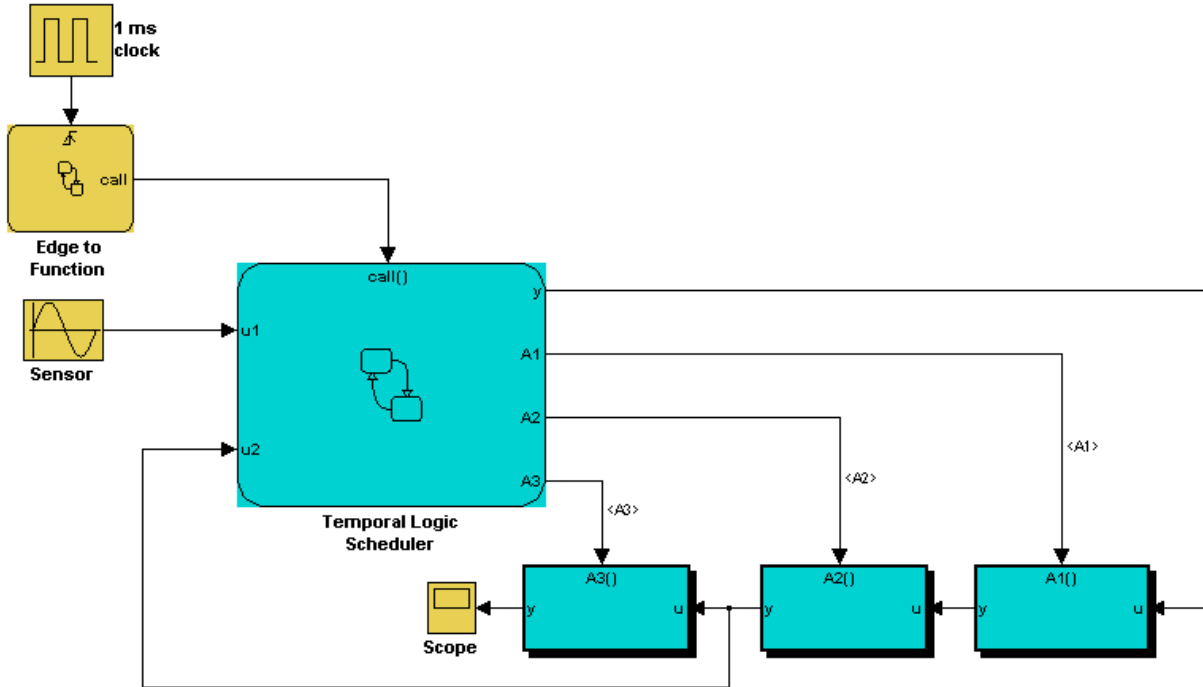 1 ms
clock
call
Edge to
Function
call()
y
u1
A1
Sensor
A2
<A1>
u2
<A2>
A3
<A3>
Temporal Logic
Scheduler
A3()
A2()
A1()
y
u
y
u
y
u
Scope